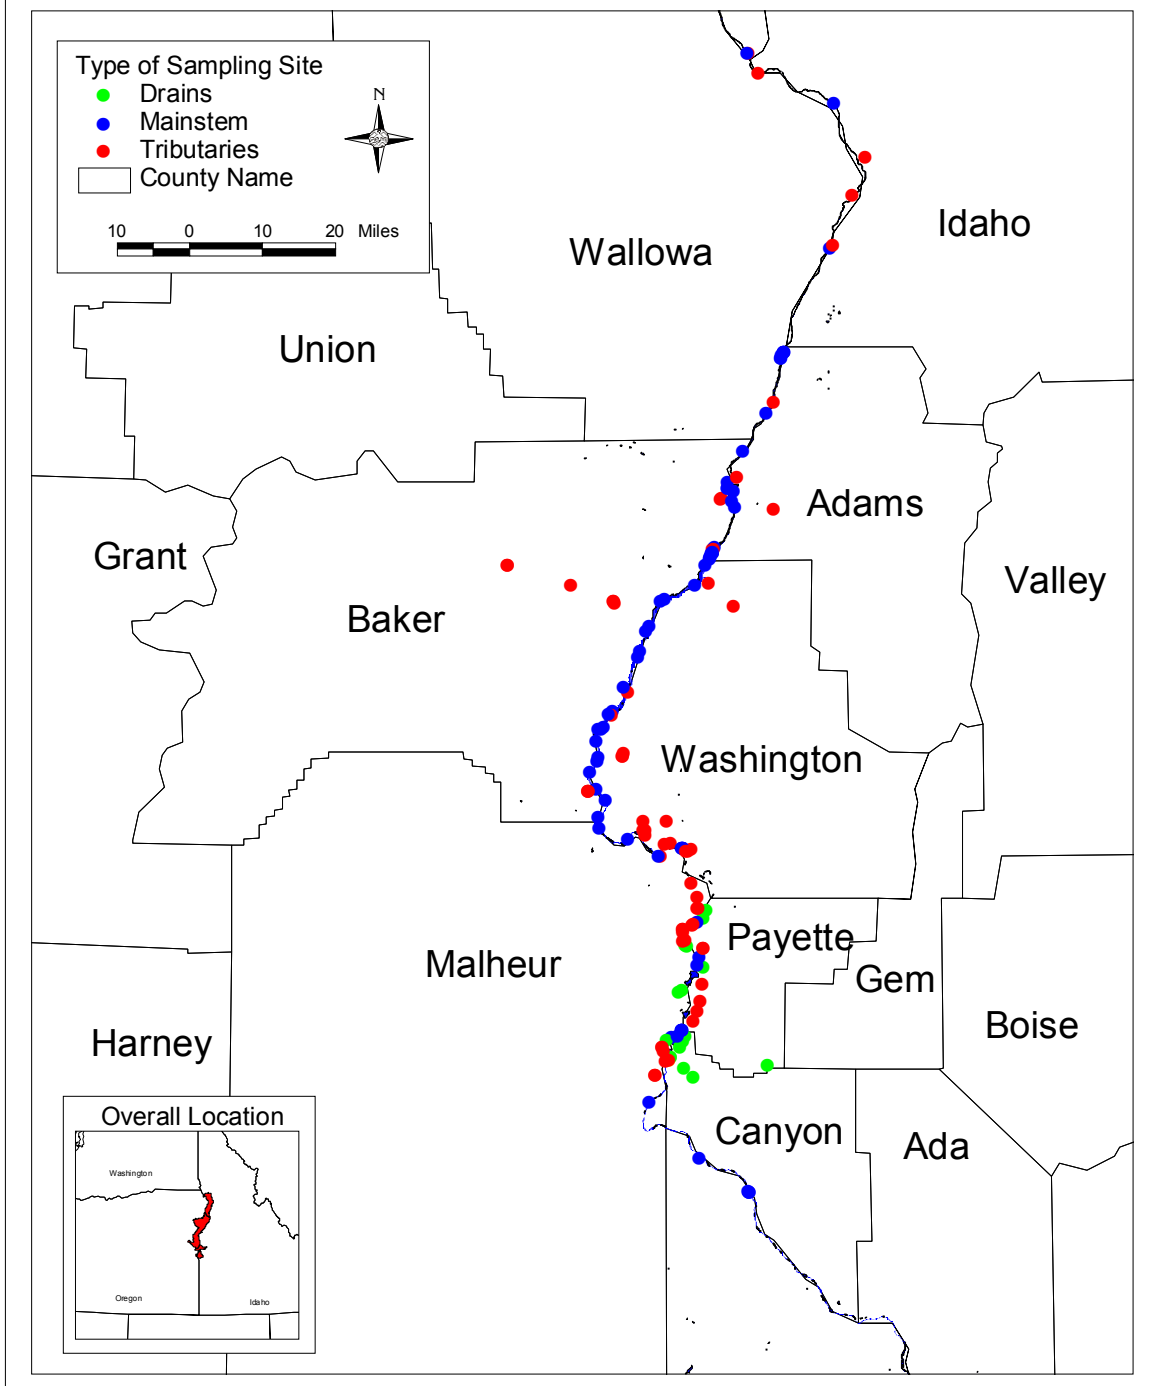 Type of Sampling Site
Drains
Mainstem
Tributaries
County Name
N
10 0 10 20 Miles
Wallowa
Idaho
Union
Adams
Grant
Valley
Baker
Washington
Payette
Malheur
Gem
Boise
Harney
Canyon
Ada
Overall Location
Washington
Oregon
Idaho